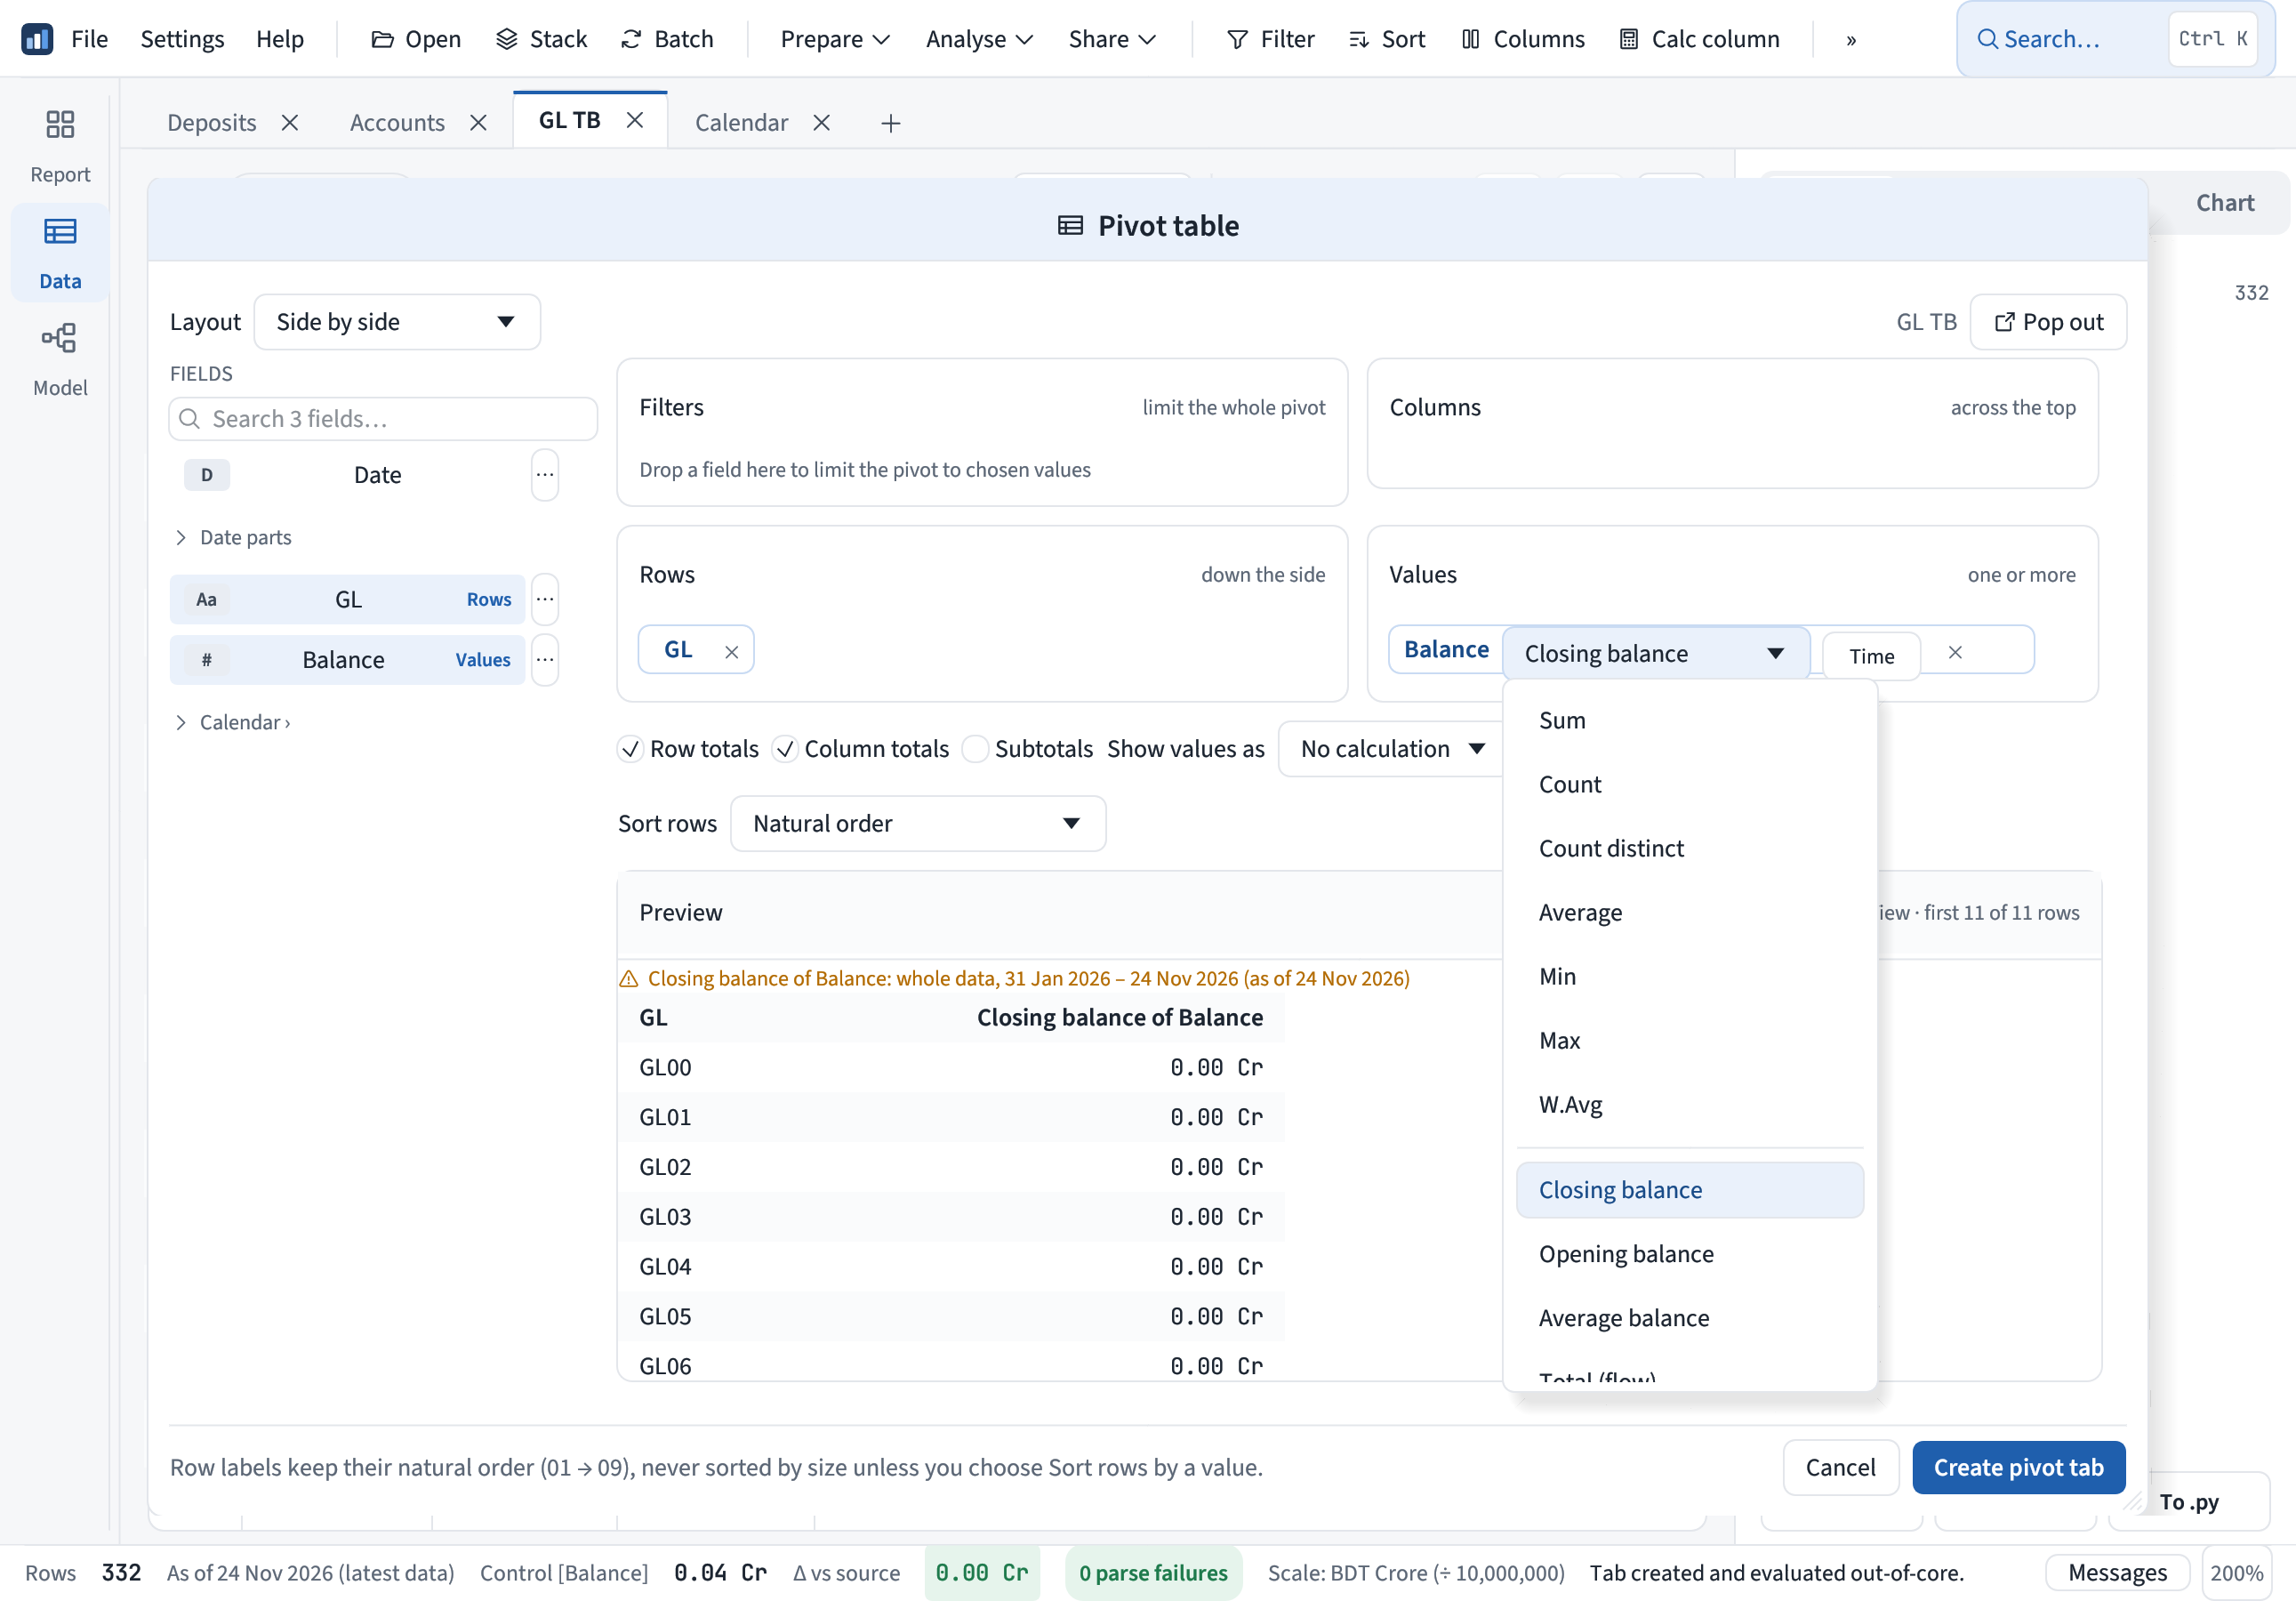 File Settings Help Open Stack Batch Prepare Analyse Share Filter Sort Columns Calc column » Search… Ctrl K
Deposits Accounts GL TB Calendar
Report
Data
Model
Chart
332
Pivot table
Layout Side by side GL TB Pop out
FIELDS
Search 3 fields…
D Date ...
Date parts
Aa GL Rows ...
# Balance Values ...
Calendar ›
Filters limit the whole pivot
Drop a field here to limit the pivot to chosen values
Columns across the top
Rows down the side
GL
Values one or more
Balance Closing balance Time
Sum
Count
Count distinct
Average
Min
Max
W.Avg
Closing balance
Opening balance
Average balance
Total (flow)
Row totals Column totals Subtotals Show values as No calculation
Sort rows Natural order
Preview first 11 of 11 rows
Closing balance of Balance: whole data, 31 Jan 2026 – 24 Nov 2026 (as of 24 Nov 2026)
GL Closing balance of Balance
GL00 0.00 Cr
GL01 0.00 Cr
GL02 0.00 Cr
GL03 0.00 Cr
GL04 0.00 Cr
GL05 0.00 Cr
GL06 0.00 Cr
Row labels keep their natural order (01 → 09), never sorted by size unless you choose Sort rows by a value.
Cancel Create pivot tab
To .py
Rows 332 As of 24 Nov 2026 (latest data) Control [Balance] 0.04 Cr Δ vs source 0.00 Cr 0 parse failures Scale: BDT Crore (÷ 10,000,000) Tab created and evaluated out-of-core. Messages 200%